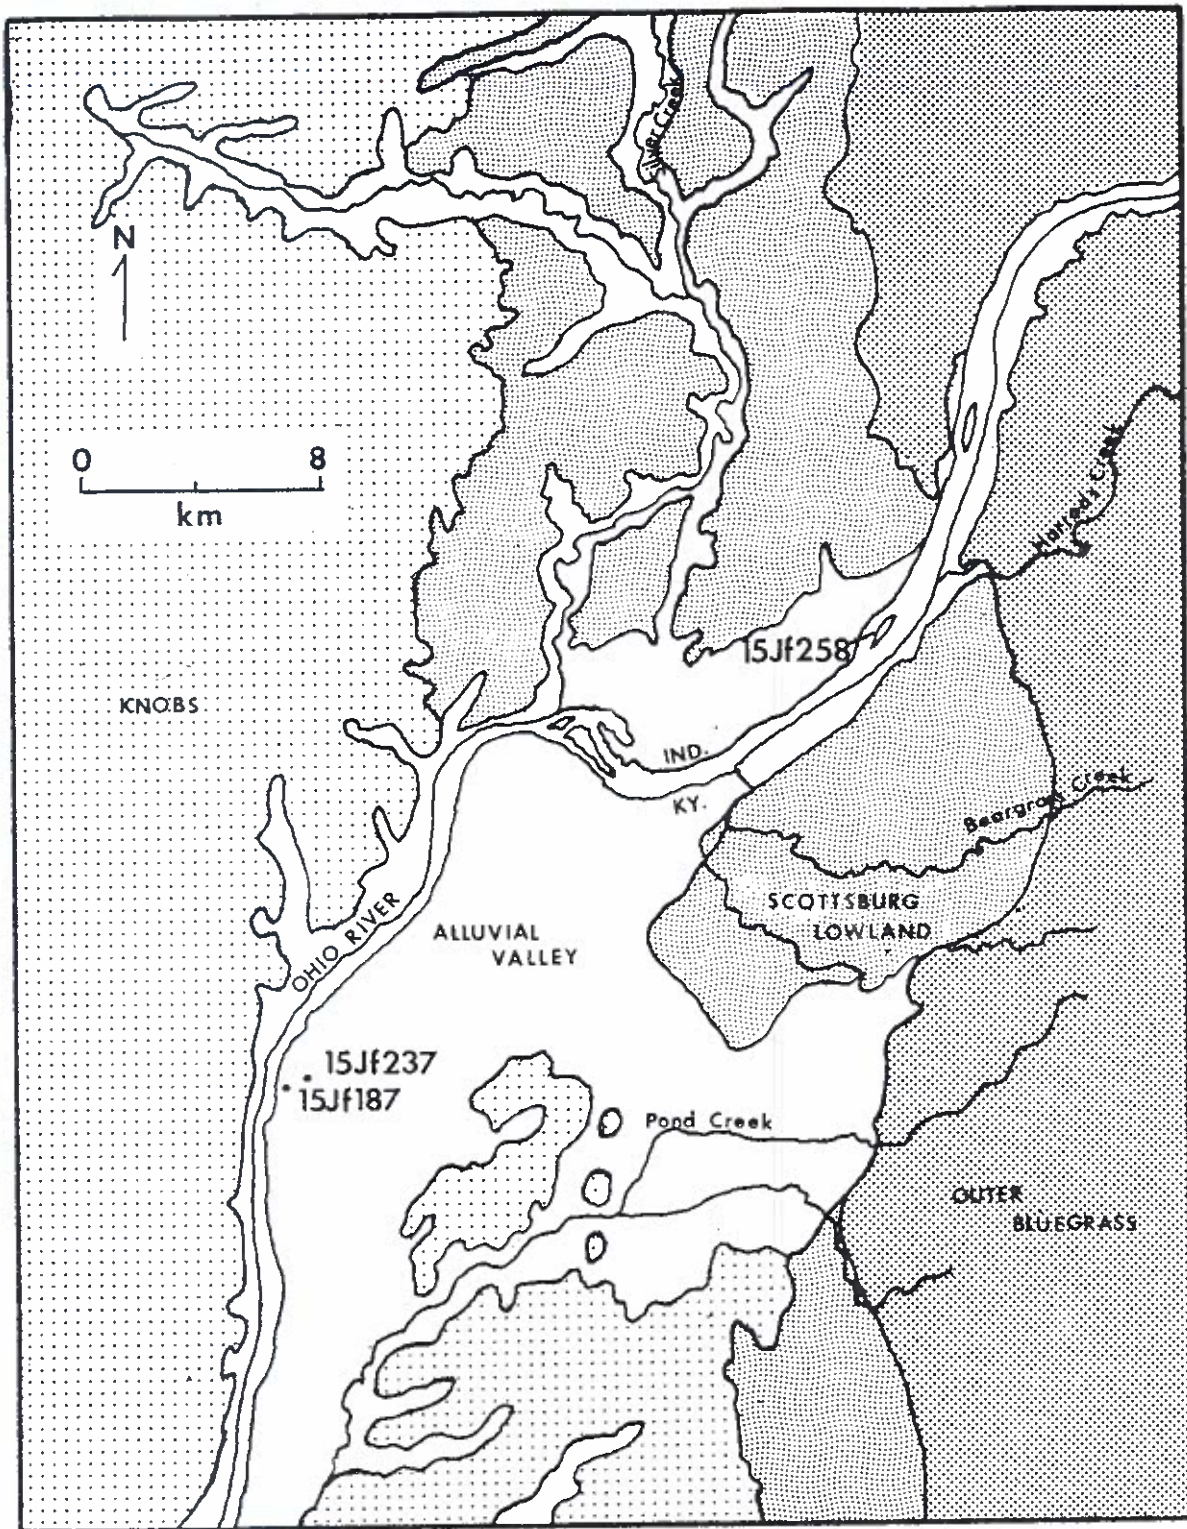 Silver Creek
N
0 8
km
Harrods Creek
15Jf258
KNOBS
IND.
KY.
Beargrass Creek
SCOTTSBURG
LOWLAND
OHIO RIVER
ALLUVIAL
VALLEY
15Jf237
15Jf187
Pond Creek
OUTER
BLUEGRASS